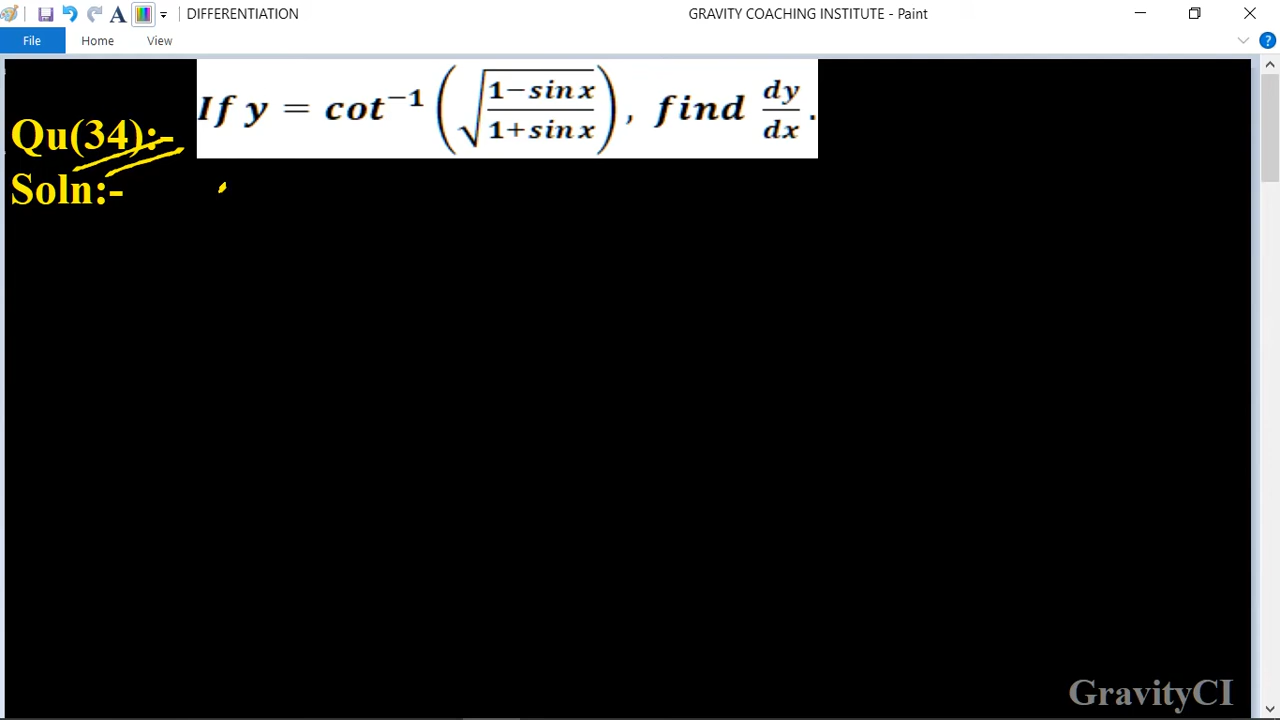 DIFFERENTIATION
GRAVITY COACHING INSTITUTE - Paint
File Home View
Qu(34):- If y = cot⁻¹(√((1−sin x)/(1+sin x))), find dy/dx.
Soln:-
GravityCI